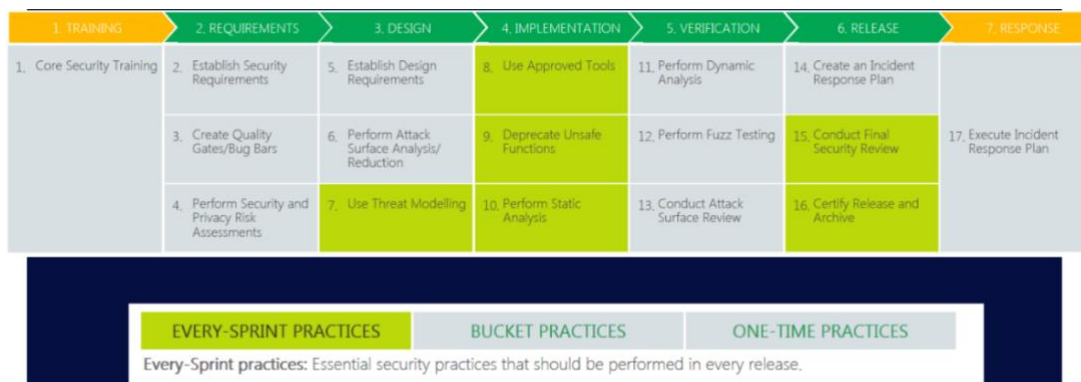 1. TRAINING
2. REQUIREMENTS
3. DESIGN
4. IMPLEMENTATION
5. VERIFICATION
6. RELEASE
7. RESPONSE
1. Core Security Training
2. Establish Security
Requirements
3. Create Quality
Gates/Bug Bars
4. Perform Security and
Privacy Risk
Assessments
5. Establish Design
Requirements
6. Perform Attack
Surface Analysis/
Reduction
7. Use Threat Modelling
8. Use Approved Tools
9. Deprecate Unsafe
Functions
10. Perform Static
Analysis
11. Perform Dynamic
Analysis
12. Perform Fuzz Testing
13. Conduct Attack
Surface Review
14. Create an Incident
Response Plan
15. Conduct Final
Security Review
16. Certify Release and
Archive
17. Execute Incident
Response Plan
EVERY-SPRINT PRACTICES
BUCKET PRACTICES
ONE-TIME PRACTICES
Every-Sprint practices: Essential security practices that should be performed in every release.